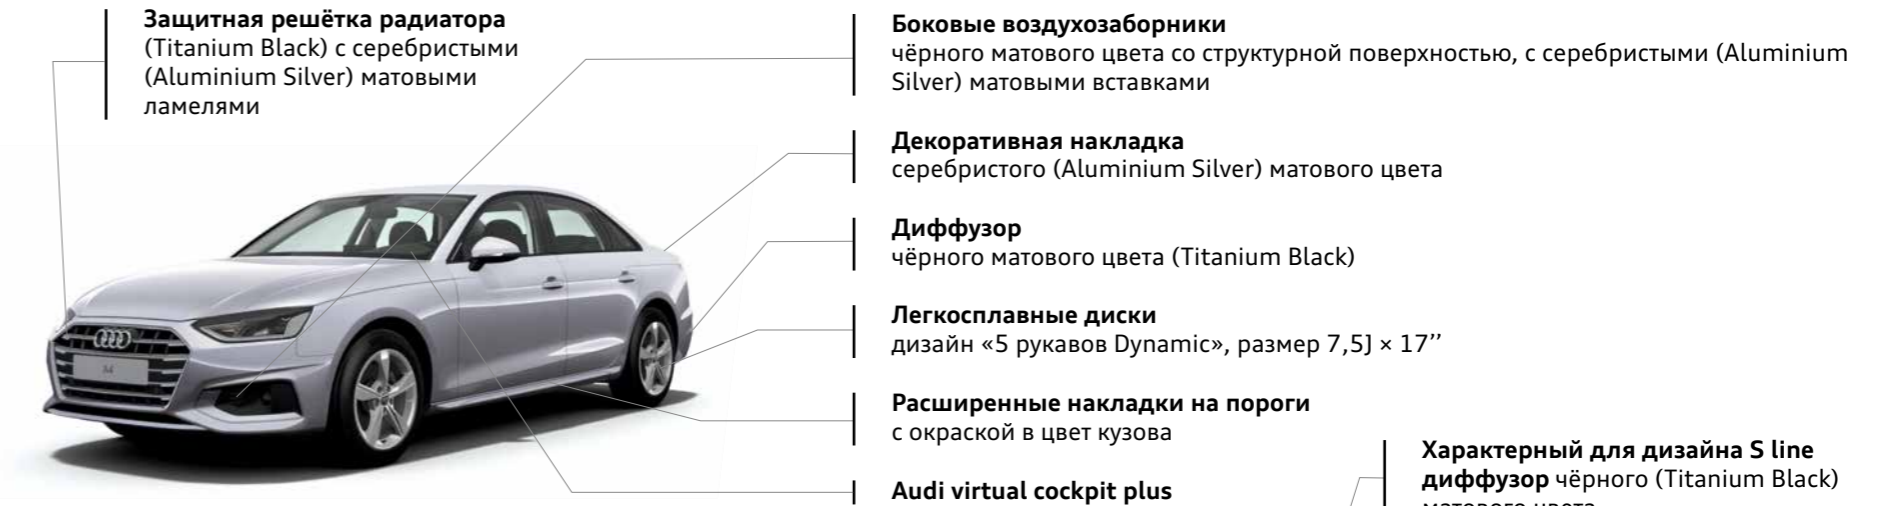 Защитная решётка радиатора
(Titanium Black) с серебристыми
(Aluminium Silver) матовыми
ламелями
Боковые воздухозаборники
чёрного матового цвета со структурной поверхностью, с серебристыми (Aluminium
Silver) матовыми вставками
Декоративная накладка
серебристого (Aluminium Silver) матового цвета
Диффузор
чёрного матового цвета (Titanium Black)
Легкосплавные диски
дизайн «5 рукавов Dynamic», размер 7,5J × 17’’
Расширенные накладки на пороги
с окраской в цвет кузова
Audi virtual cockpit plus
Характерный для дизайна S line
диффузор чёрного (Titanium Black)